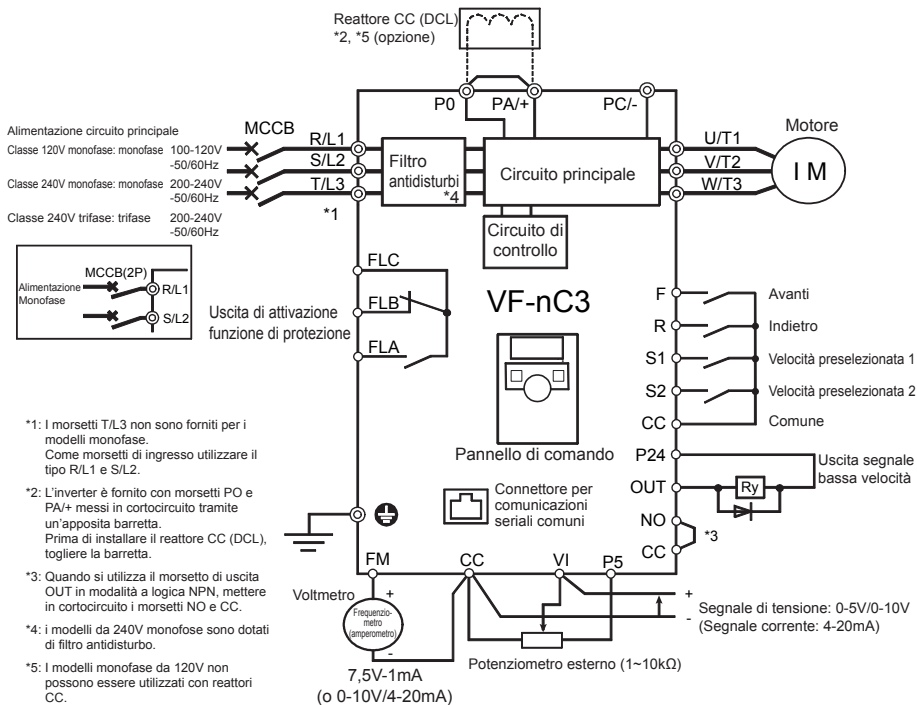 Reattore CC (DCL)
*2, *5 (opzione)
P0
PA/+
PC/-
Alimentazione circuito principale
MCCB
Classe 120V monofase: monofase 100-120V
-50/60Hz
Classe 240V monofase: monofase 200-240V
-50/60Hz
Classe 240V trifase: trifase 200-240V
-50/60Hz
R/L1
S/L2
T/L3
*1
Filtro
antidisturbi
*4
Circuito principale
Circuito di
controllo
U/T1
V/T2
W/T3
Motore
I M
MCCB(2P)
Alimentazione
Monofase
R/L1
S/L2
Uscita di attivazione
funzione di protezione
FLC
FLB
FLA
VF-nC3
Pannello di comando
Connettore per
comunicazioni
seriali comuni
F
Avanti
R
Indietro
S1
Velocità preselezionata 1
S2
Velocità preselezionata 2
CC
Comune
P24
Uscita segnale
bassa velocità
OUT
Ry
NO
*3
CC
*1: I morsetti T/L3 non sono forniti per i
modelli monofase.
Come morsetti di ingresso utilizzare il
tipo R/L1 e S/L2.
*2: L'inverter è fornito con morsetti PO e
PA/+ messi in cortocircuito tramite
un'apposita barretta.
Prima di installare il reattore CC (DCL),
togliere la barretta.
*3: Quando si utilizza il morsetto di uscita
OUT in modalità a logica NPN, mettere
in cortocircuito i morsetti NO e CC.
*4: i modelli da 240V monofose sono dotati
di filtro antidisturbo.
*5: I modelli monofase da 120V non
possono essere utilizzati con reattori
CC.
FM
CC
VI
P5
Voltmetro
+
Frequenzio-
metro
(amperometro)
-
7,5V-1mA
(o 0-10V/4-20mA)
Potenziometro esterno (1~10kΩ)
+
-
Segnale di tensione: 0-5V/0-10V
(Segnale corrente: 4-20mA)